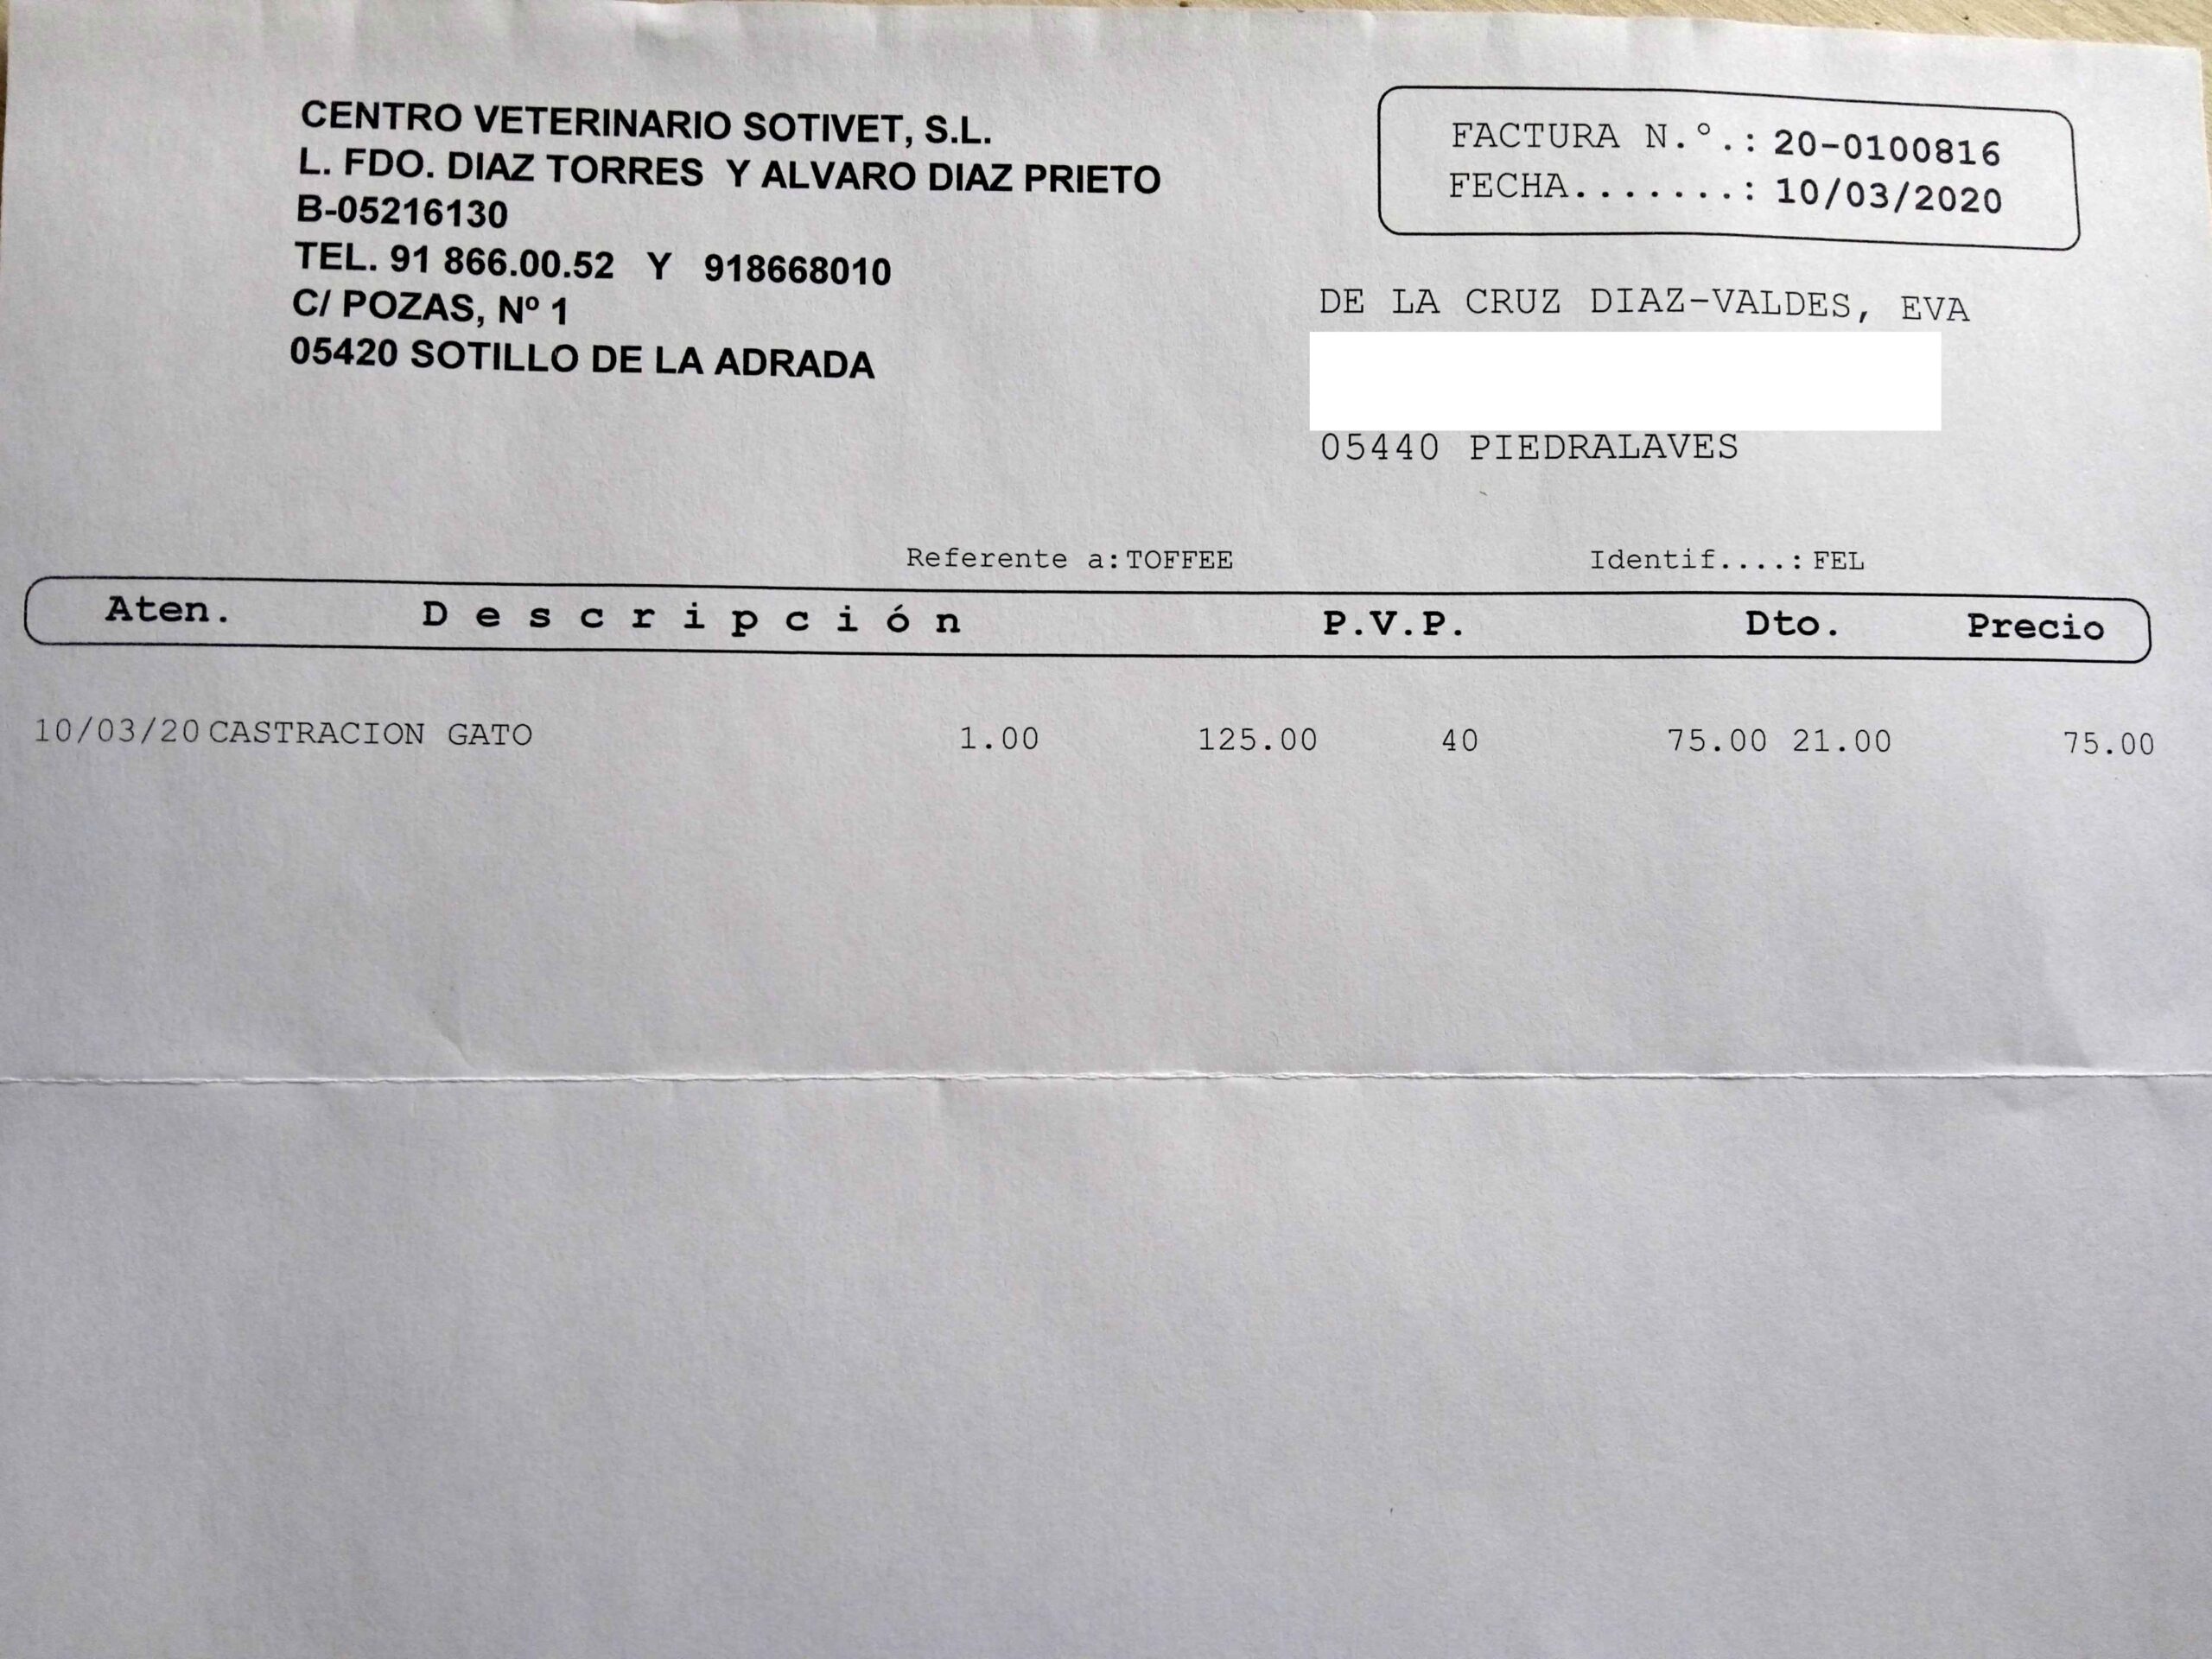 CENTRO VETERINARIO SOTIVET, S.L.
L. FDO. DIAZ TORRES Y ALVARO DIAZ PRIETO
B-05216130
TEL. 91 866.00.52 Y 918668010
C/ POZAS, Nº 1
05420 SOTILLO DE LA ADRADA
FACTURA N.º.: 20-0100816
FECHA.......: 10/03/2020
DE LA CRUZ DIAZ-VALDES, EVA
05440 PIEDRALAVES
Referente a: TOFFEE Identif....: FEL
Aten. Descripción P.V.P. Dto. Precio
10/03/20 CASTRACION GATO 1.00 125.00 40 75.00 21.00 75.00